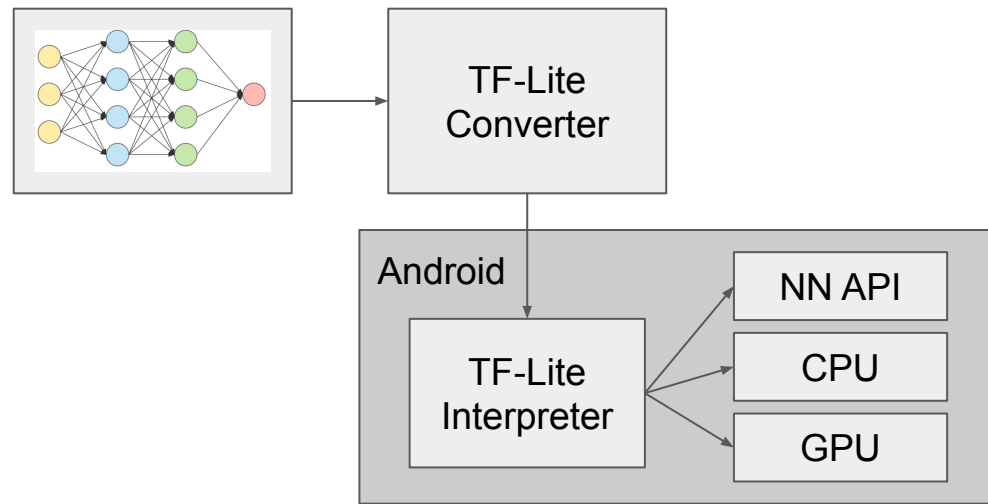 TF-Lite
Converter
Android
TF-Lite
Interpreter
NN API
CPU
GPU